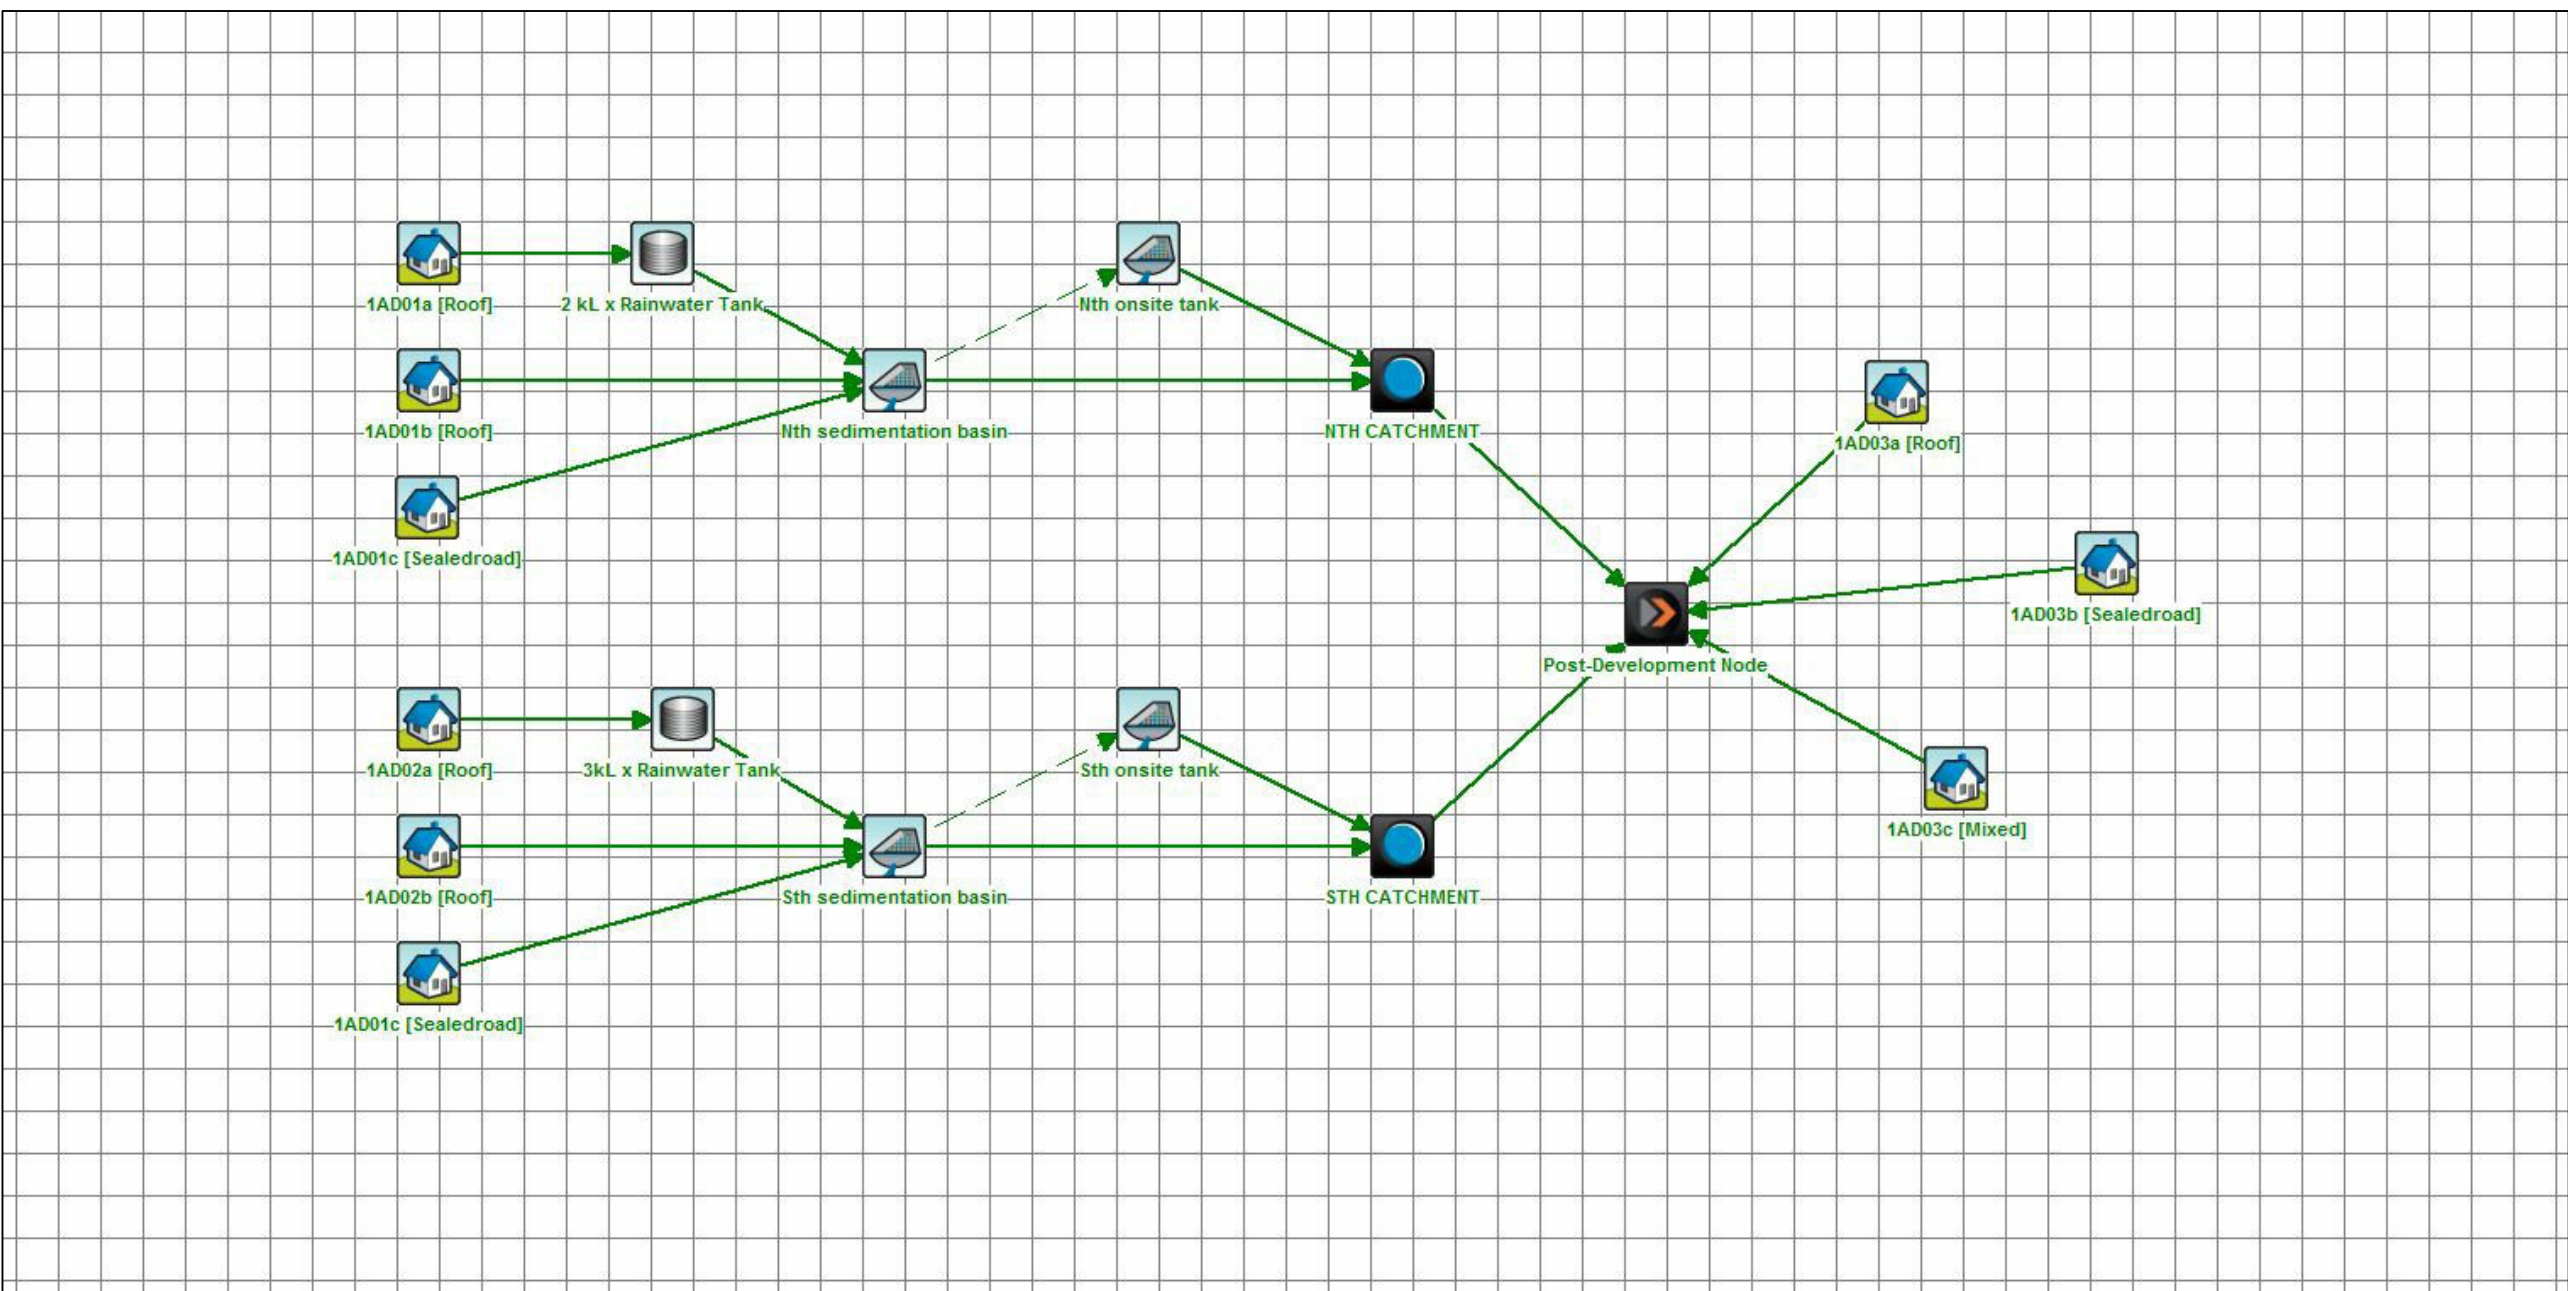 1AD01a [Roof]
2 kL x Rainwater Tank
Nth onsite tank
1AD01b [Roof]
Nth sedimentation basin
NTH CATCHMENT
1AD03a [Roof]
1AD01c [Sealedroad]
1AD03b [Sealedroad]
Post-Development Node
1AD02a [Roof]
3kL x Rainwater Tank
Sth onsite tank
1AD03c [Mixed]
1AD02b [Roof]
Sth sedimentation basin
STH CATCHMENT
1AD01c [Sealedroad]